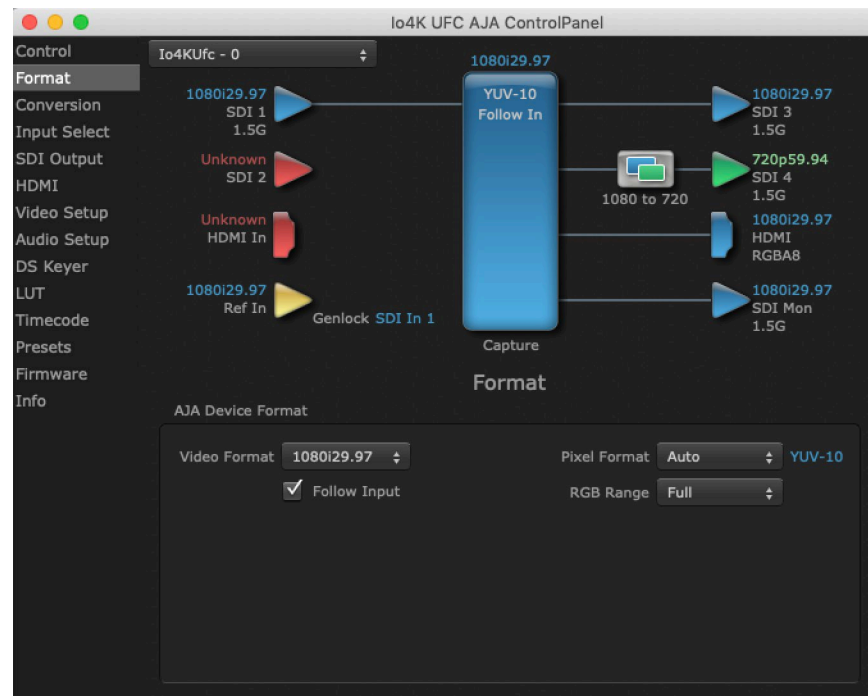 Io4K UFC AJA ControlPanel
Control
Format
Conversion
Input Select
SDI Output
HDMI
Video Setup
Audio Setup
DS Keyer
LUT
Timecode
Presets
Firmware
Info
Io4KUfc - 0
1080i29.97
SDI 1
1.5G
Unknown
SDI 2
Unknown
HDMI In
1080i29.97
Ref In
Genlock SDI In 1
1080i29.97
YUV-10
Follow In
Capture
1080 to 720
1080i29.97
SDI 3
1.5G
720p59.94
SDI 4
1.5G
1080i29.97
HDMI
RGBA8
1080i29.97
SDI Mon
1.5G
Format
AJA Device Format
Video Format 1080i29.97
Follow Input
Pixel Format Auto YUV-10
RGB Range Full